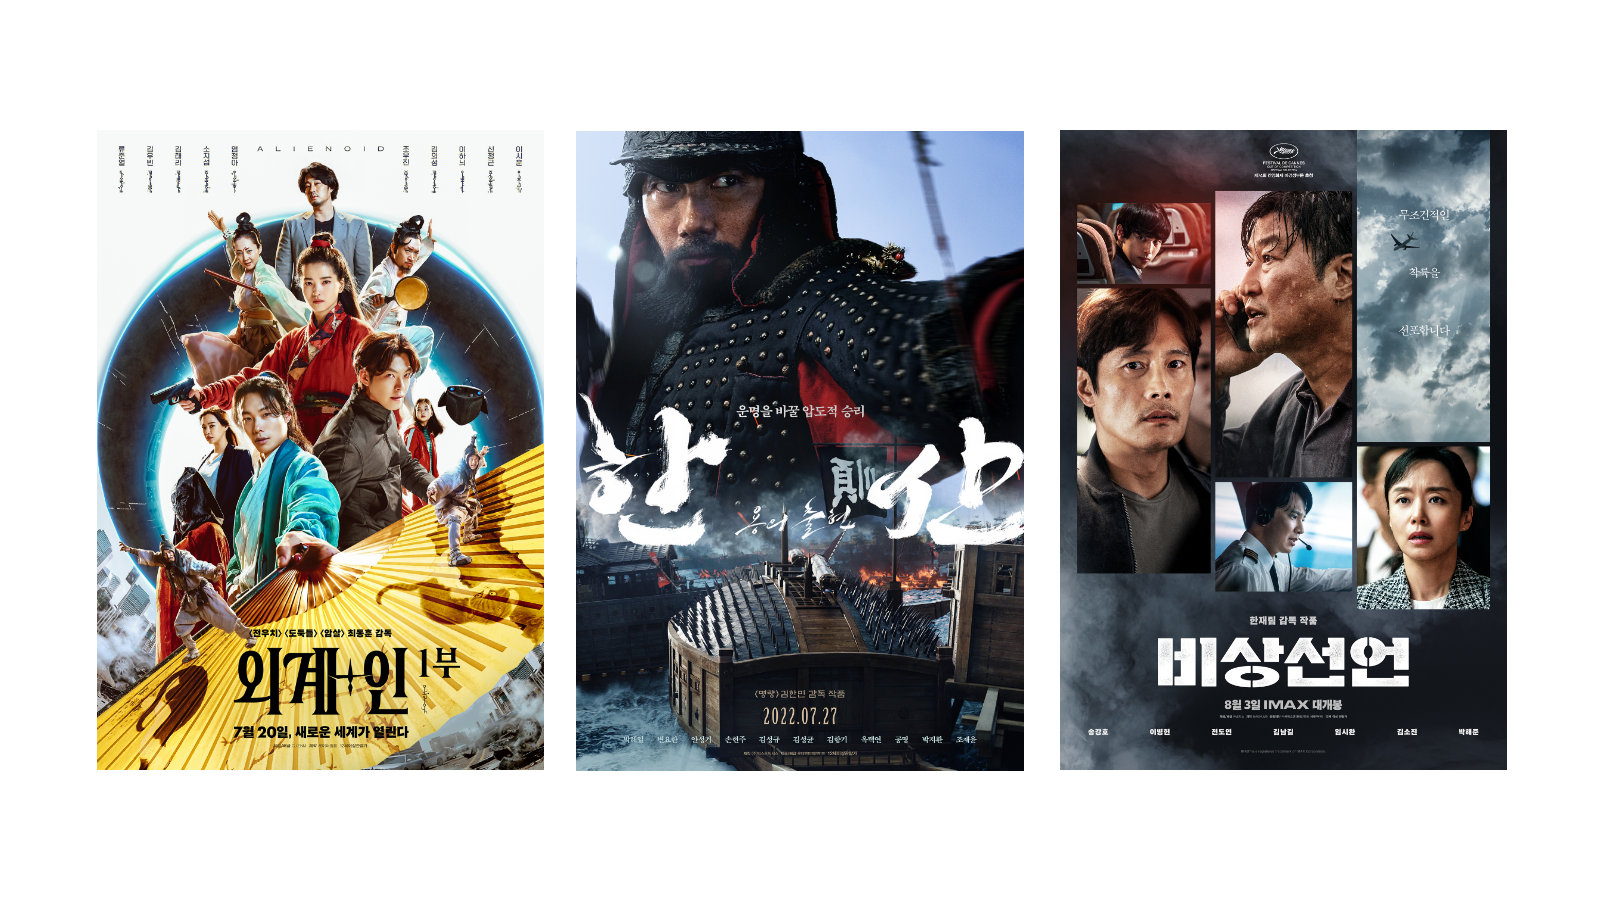 류준열
김우빈
김태리
소지섭
염정아
ALIENOID
조우진
김의성
이하늬
신정근
이시훈
<전우치> <도둑들> <암살> 최동훈 감독
외계+인 1부
7월 20일, 새로운 세계가 열린다
운명을 바꿀 압도적 승리
한산
용의 출현
<명량> 김한민 감독 작품
2022.07.27
박해일 변요한 안성기 손현주 김성규 김성균 김향기 옥택연 공명 박지환 조재윤
FESTIVAL DE CANNES
무조건적인
착륙을
선포합니다
한재림 감독 작품
비상선언
8월 3일 IMAX 대개봉
송강호 이병헌 전도연 김남길 임시완 김소진 박해준